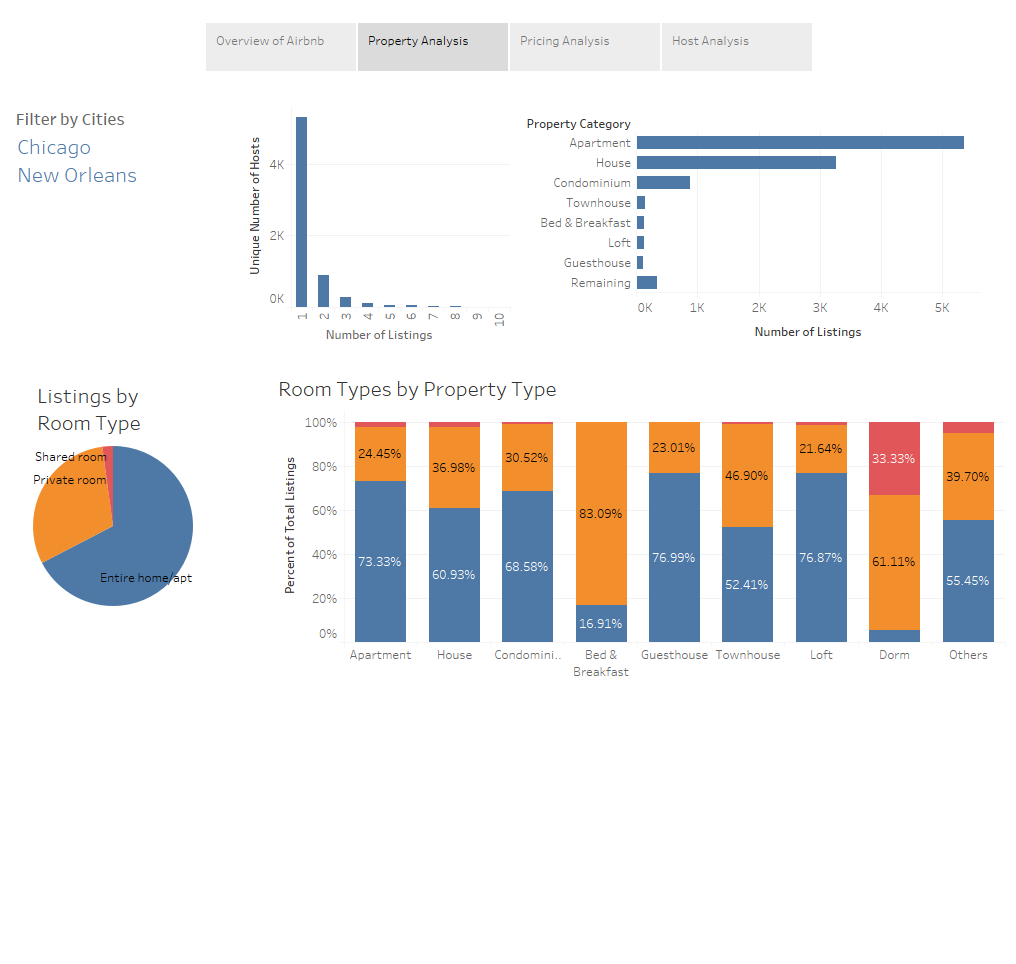 Overview of Airbnb
Property Analysis
Pricing Analysis
Host Analysis
Filter by Cities
Chicago
New Orleans
Unique Number of Hosts
4K
2K
0K
1
2
3
4
5
6
7
8
9
10
Number of Listings
Property Category
Apartment
House
Condominium
Townhouse
Bed & Breakfast
Loft
Guesthouse
Remaining
0K
1K
2K
3K
4K
5K
Number of Listings
Listings by
Room Type
Shared room
Private room
Entire home/apt
Room Types by Property Type
Percent of Total Listings
100%
80%
60%
40%
20%
0%
24.45%
73.33%
36.98%
60.93%
30.52%
68.58%
83.09%
16.91%
23.01%
76.99%
46.90%
52.41%
21.64%
76.87%
33.33%
61.11%
39.70%
55.45%
Apartment
House
Condomini..
Bed &
Breakfast
Guesthouse
Townhouse
Loft
Dorm
Others